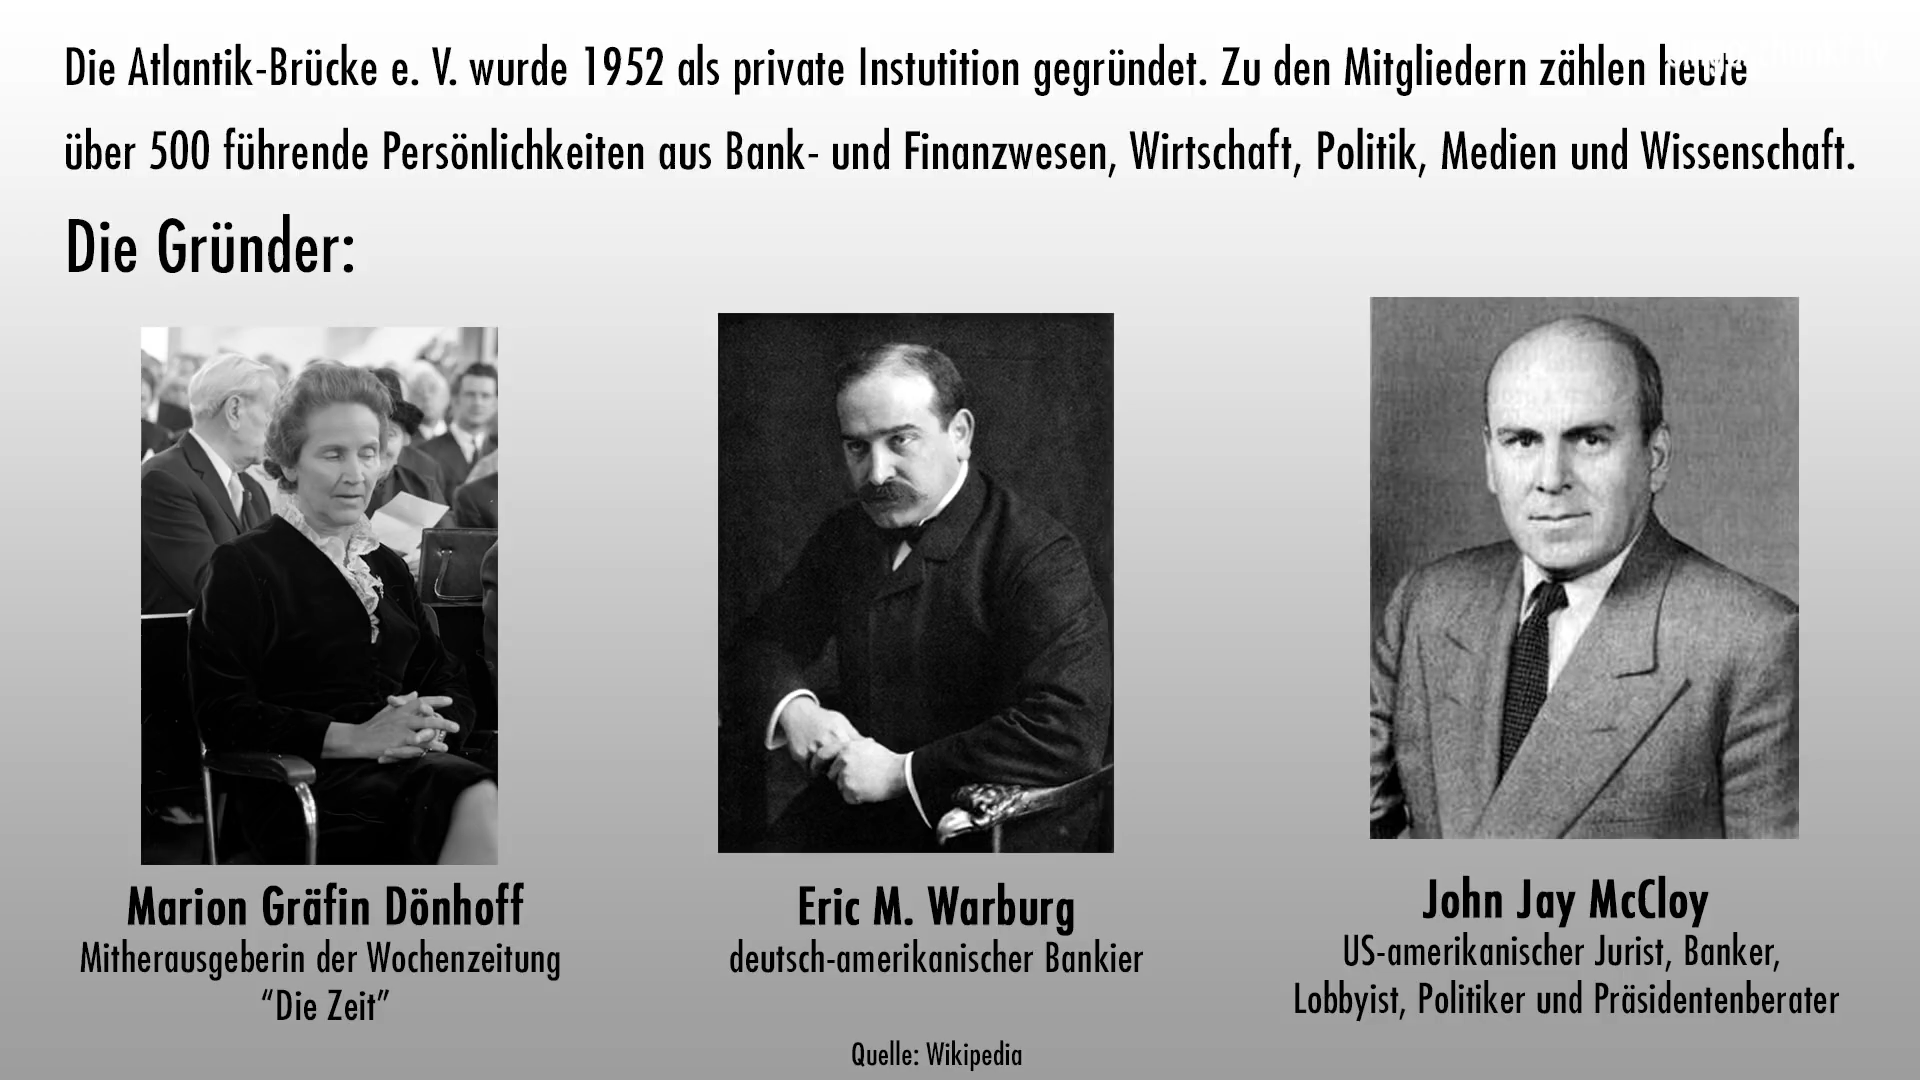 Die Atlantik-Brücke e. V. wurde 1952 als private Instutition gegründet. Zu den Mitgliedern zählen heute
über 500 führende Persönlichkeiten aus Bank- und Finanzwesen, Wirtschaft, Politik, Medien und Wissenschaft.
Die Gründer:
Marion Gräfin Dönhoff
Mitherausgeberin der Wochenzeitung
“Die Zeit”
Eric M. Warburg
deutsch-amerikanischer Bankier
John Jay McCloy
US-amerikanischer Jurist, Banker,
Lobbyist, Politiker und Präsidentenberater
Quelle: Wikipedia